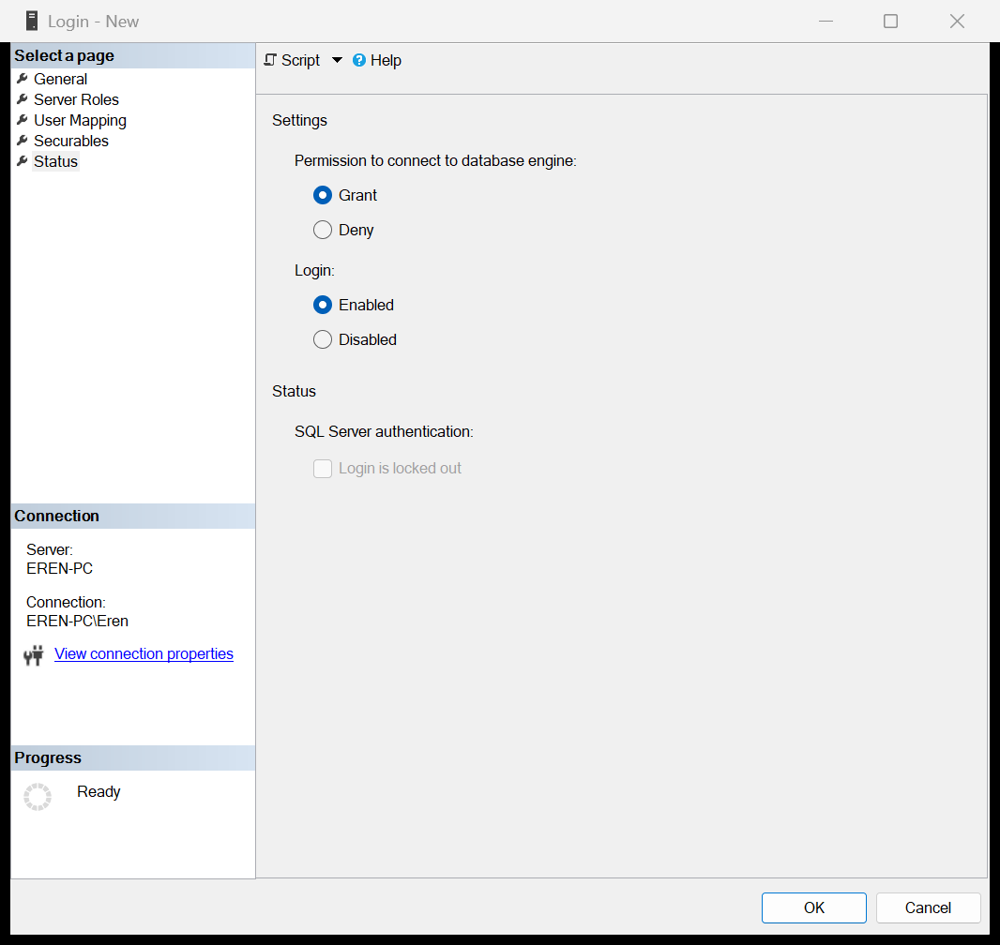 Login - New
Select a page
General
Server Roles
User Mapping
Securables
Status
Script
Help
Settings
Permission to connect to database engine:
Grant
Deny
Login:
Enabled
Disabled
Status
SQL Server authentication:
Login is locked out
Connection
Server:
EREN-PC
Connection:
EREN-PC\Eren
View connection properties
Progress
Ready
OK
Cancel